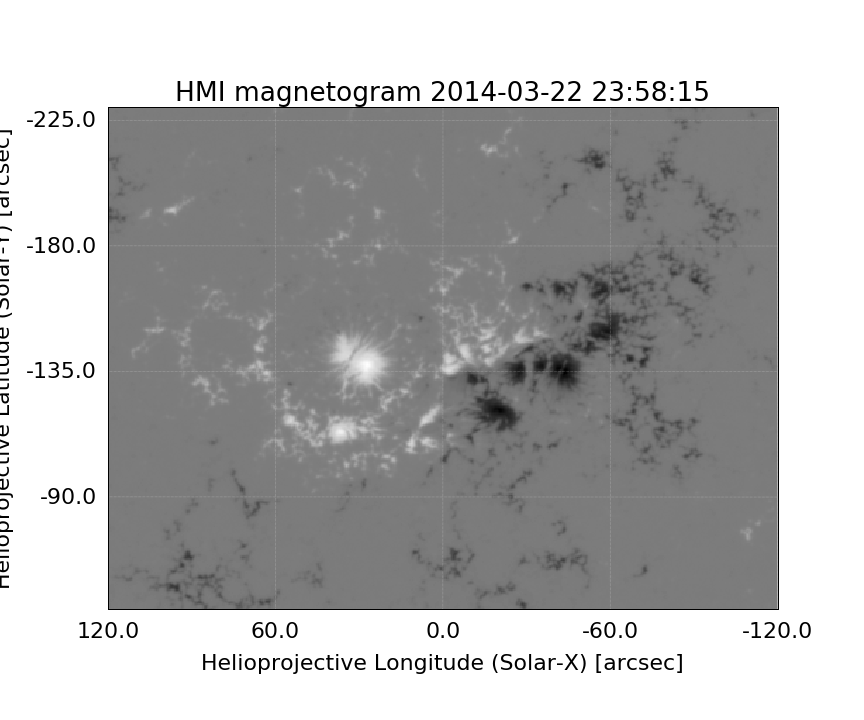 HMI magnetogram 2014-03-22 23:58:15
-225.0
-180.0
-135.0
-90.0
Helioprojective Latitude (Solar-Y) [arcsec]
120.0 60.0 0.0 -60.0 -120.0
Helioprojective Longitude (Solar-X) [arcsec]